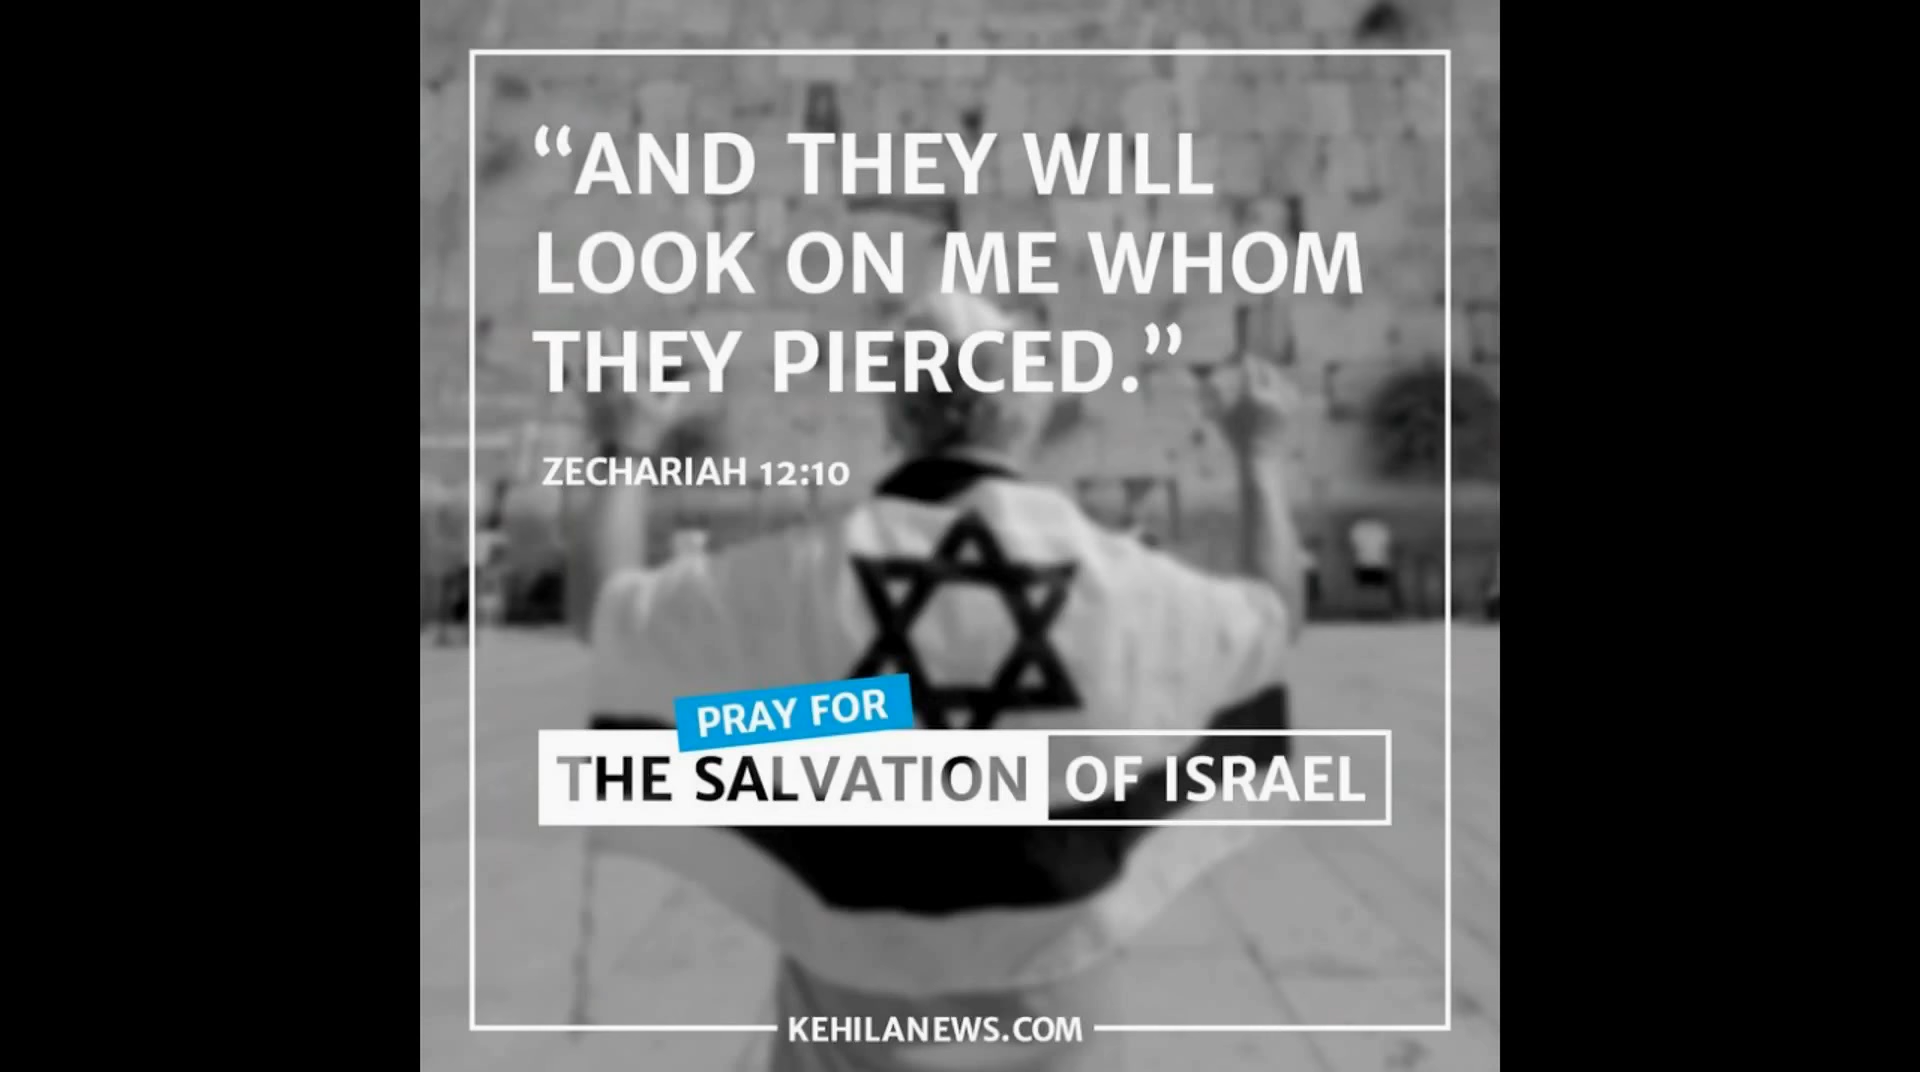 “AND THEY WILL
LOOK ON ME WHOM
THEY PIERCED.”
ZECHARIAH 12:10
PRAY FOR
THE SALVATION OF ISRAEL
KEHILANEWS.COM